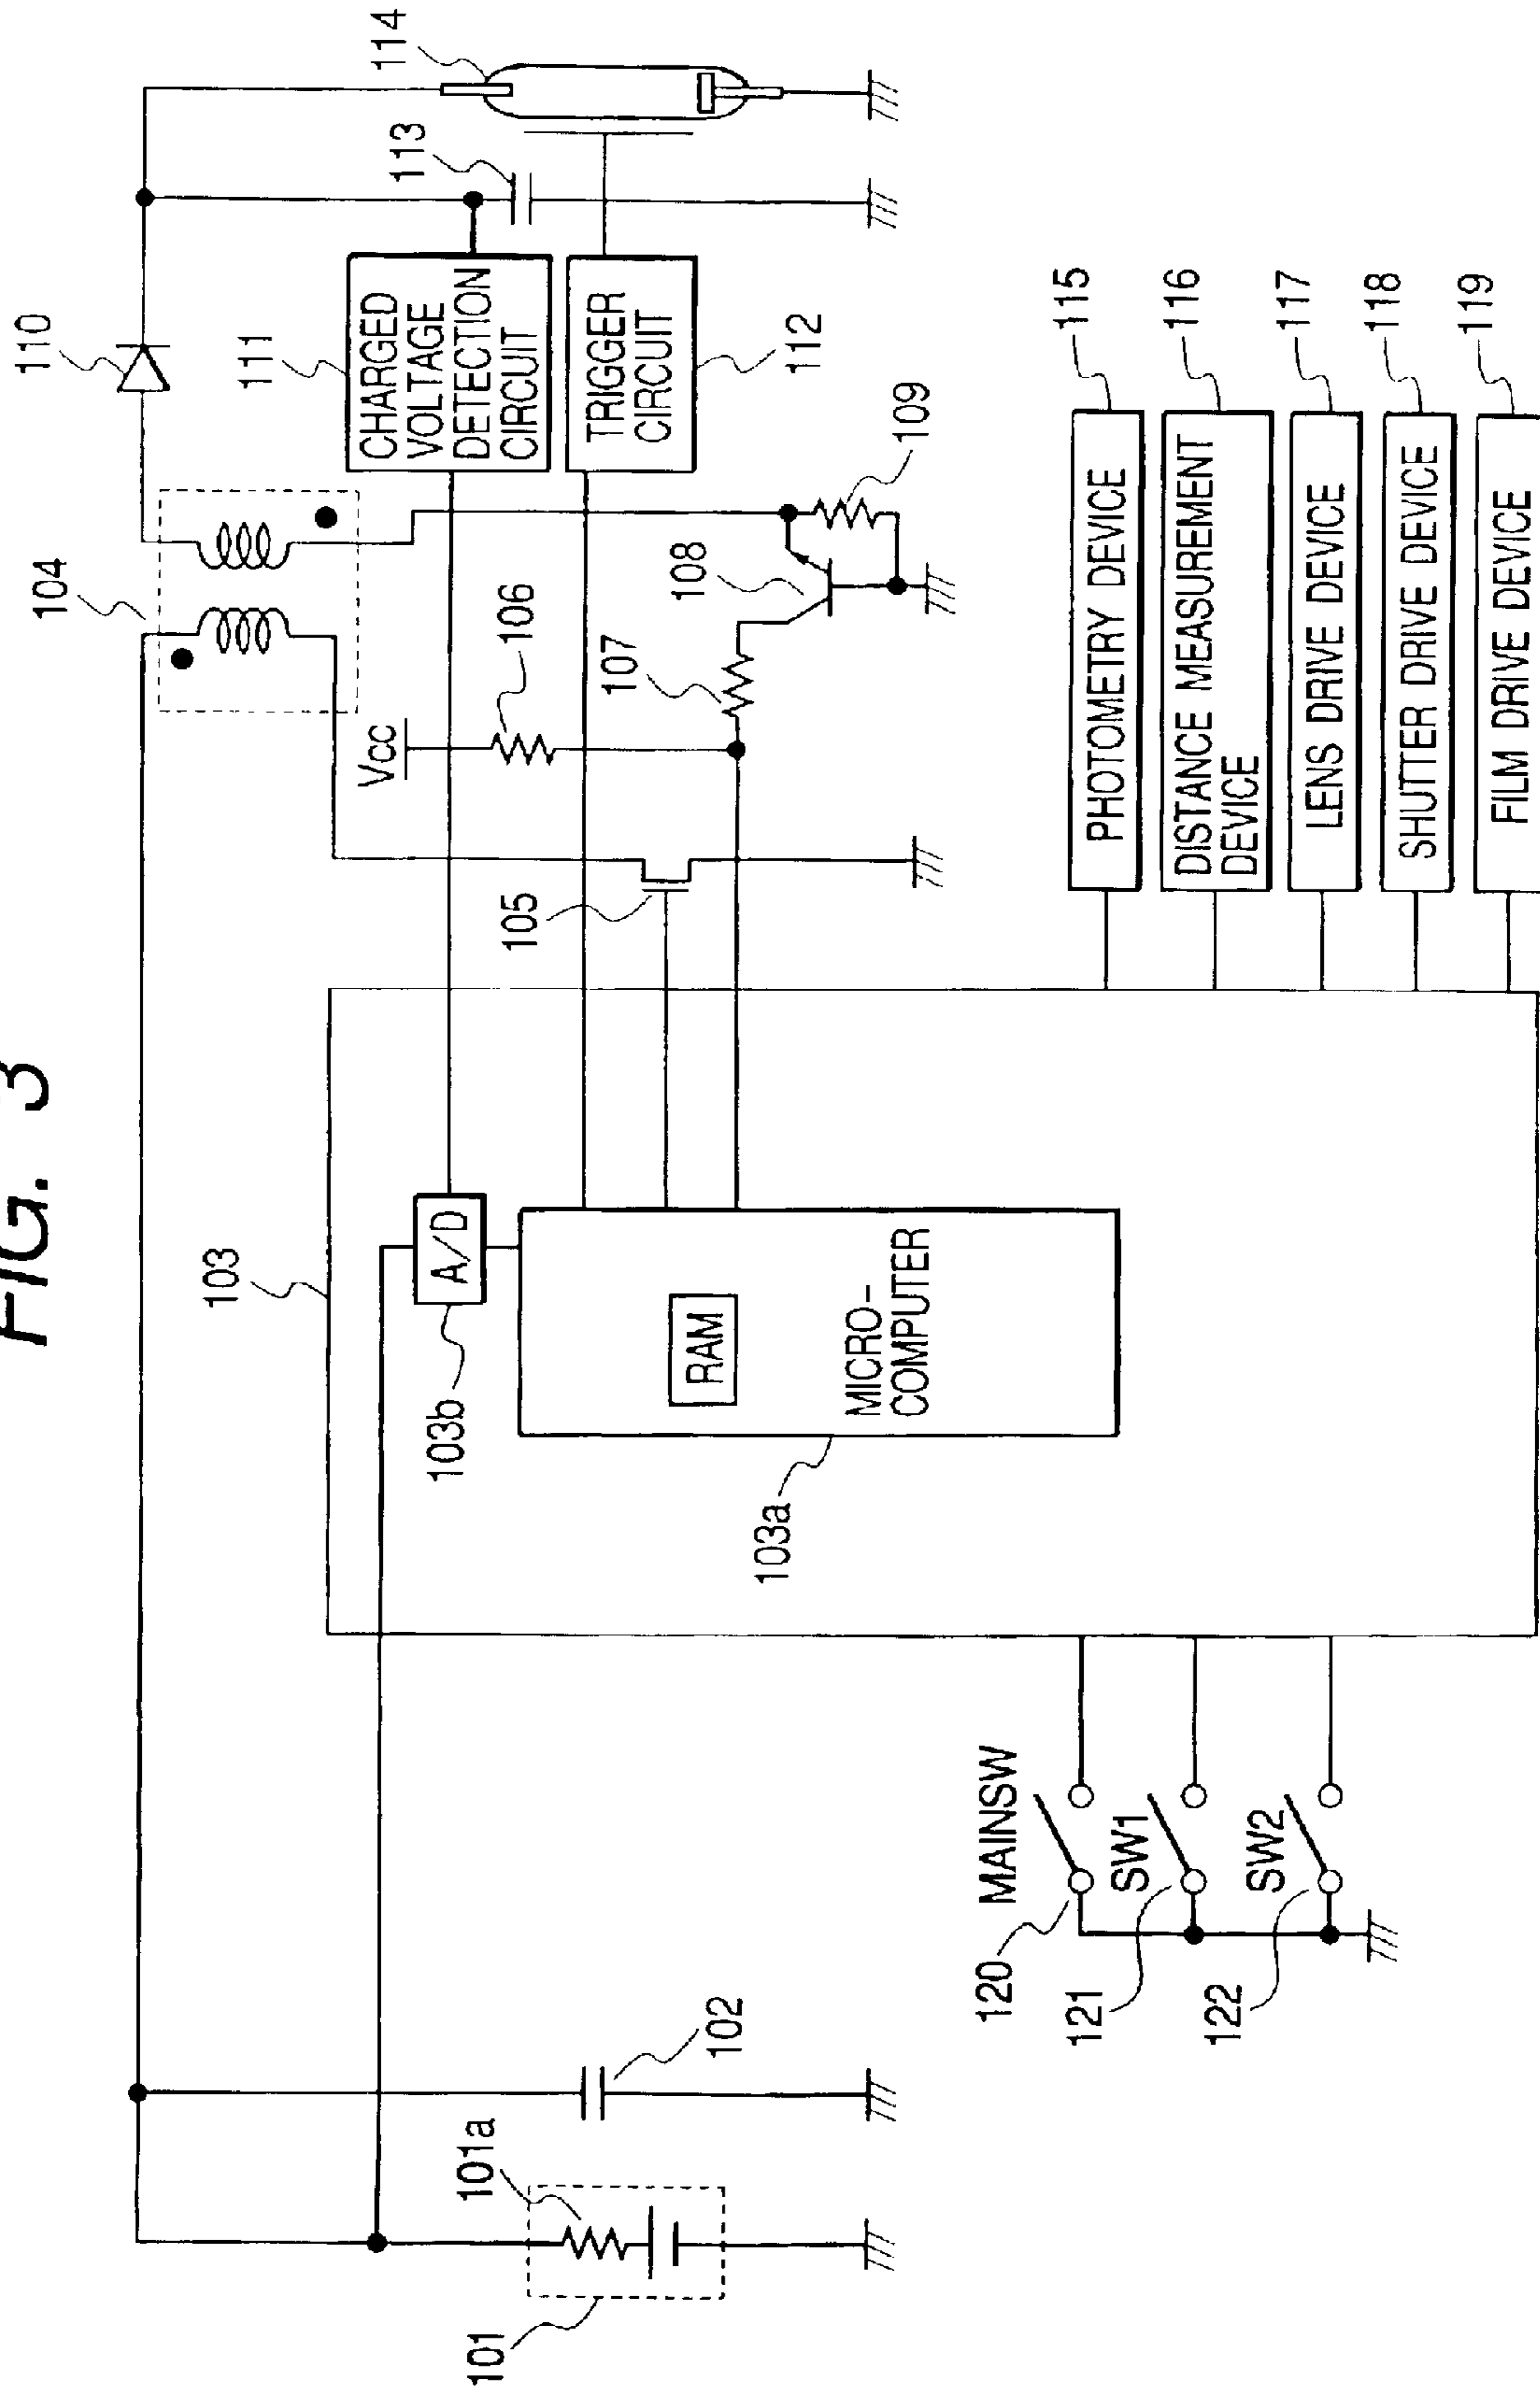 FIG. 3
104
110
114
113
111
CHARGED
VOLTAGE
DETECTION
CIRCUIT
TRIGGER
CIRCUIT
112
103
A/D
103b
RAM
MICRO-
COMPUTER
103a
Vcc
106
105
107
108
109
101a
101
102
MAINSW
120
SW1
121
SW2
122
PHOTOMETRY DEVICE
115
DISTANCE MEASUREMENT
DEVICE
116
LENS DRIVE DEVICE
117
SHUTTER DRIVE DEVICE
118
FILM DRIVE DEVICE
119